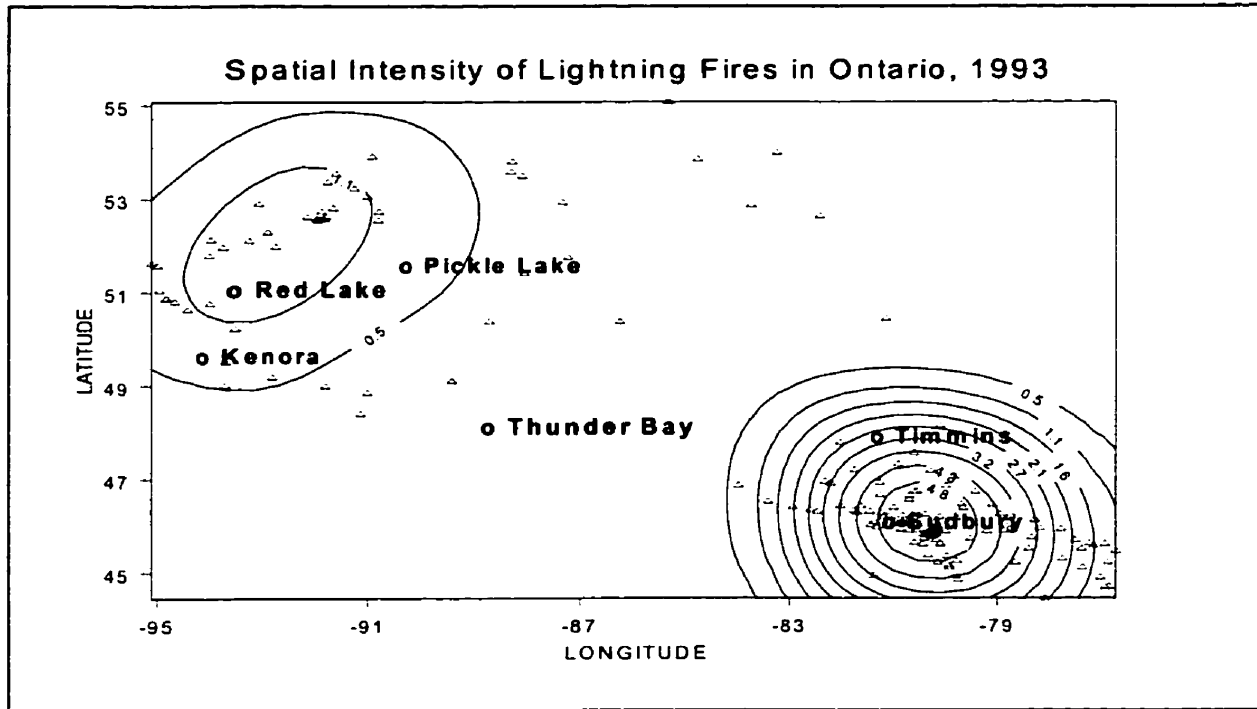 Spatial Intensity of Lightning Fires in Ontario, 1993
55
53
51
49
47
45
LATITUDE
1.1
Pickle Lake
Red Lake
0.5
Kenora
Thunder Bay
0.5
1.1
1.6
2.1
2.7
3.2
Timmins
4.8
Sudbury
-95
-91
-87
-83
-79
LONGITUDE